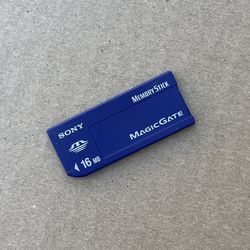 SONY
MEMORY STICK
MAGICGATE
16 MB